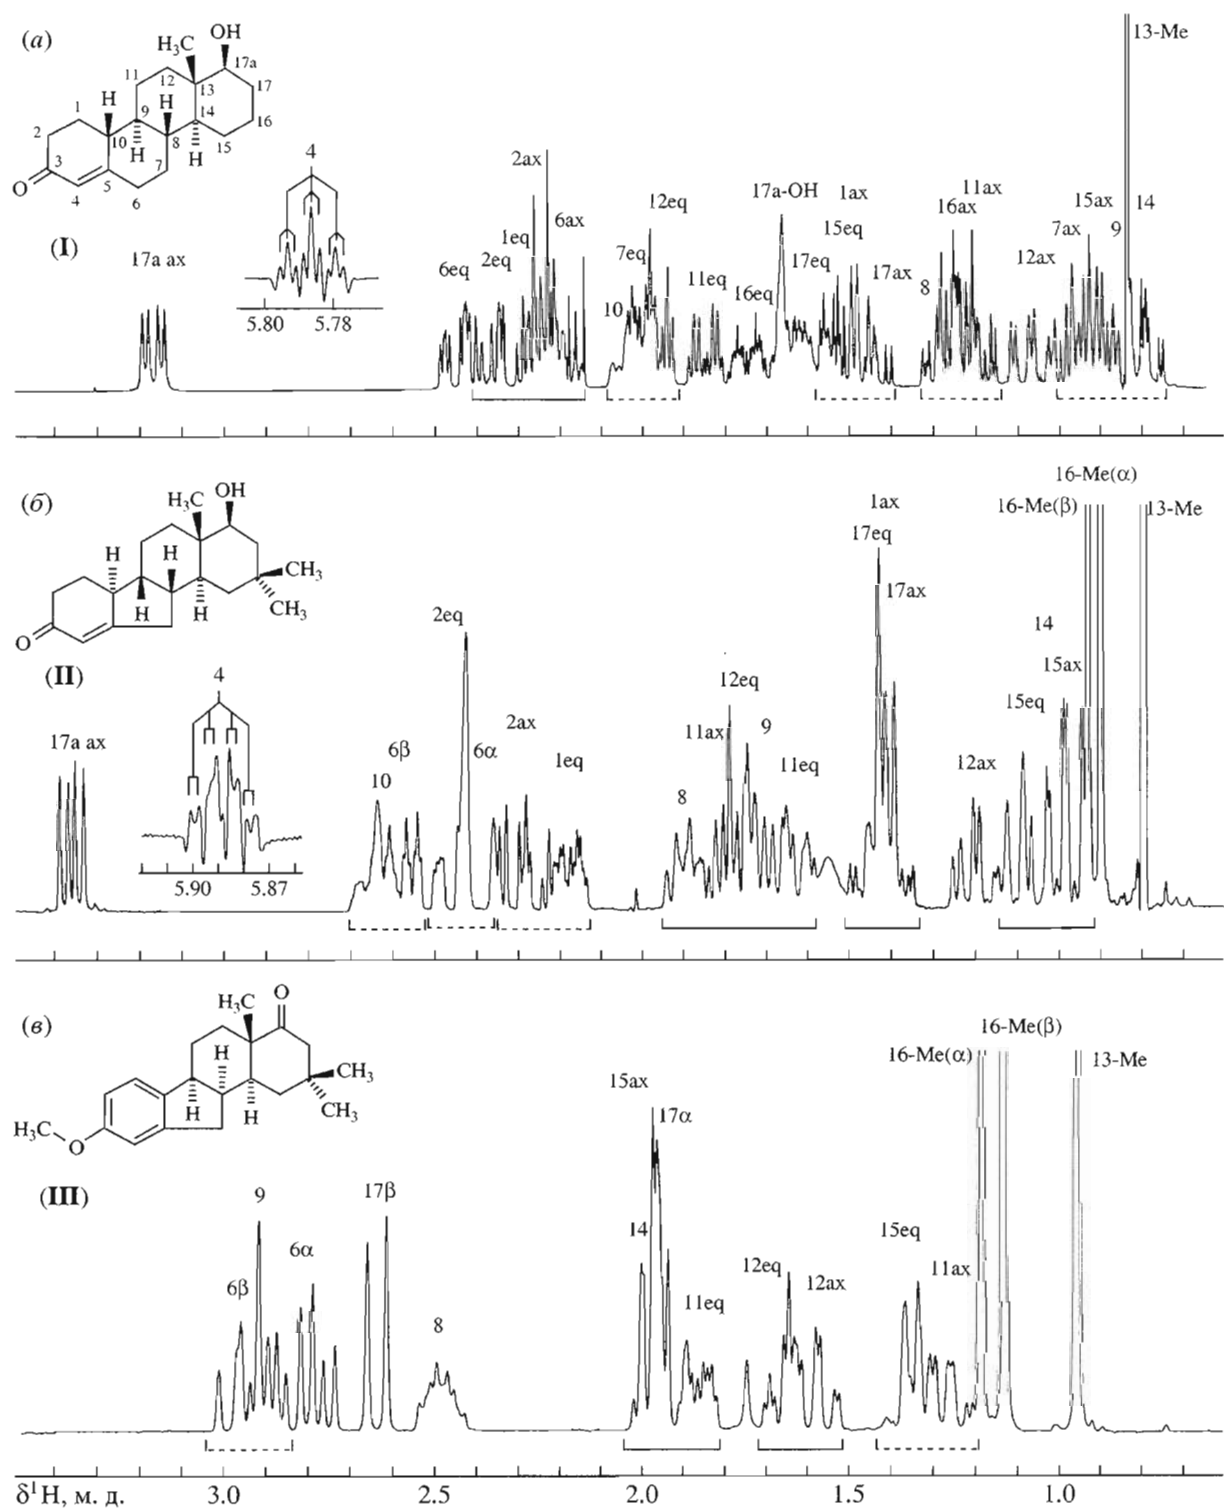 (а)
H₃C
OH
17a
11
12
13
17
H
H
1
9
14
16
2
10
8
15
H
H
3
7
5
O
4
6
(I)
4
5.80 5.78
17a ax
6eq
2eq
1eq
2ax
6ax
10
7eq
12eq
11eq
16eq
17a-OH
17eq
15eq
1ax
17ax
8
16ax
11ax
12ax
7ax
15ax
9
14
13-Me
(б)
H₃C
OH
H
H
CH₃
H
H
CH₃
O
(II)
4
5.90 5.87
17a ax
10
6β
2eq
6α
2ax
1eq
8
11ax
12eq
9
11eq
1ax
17eq
17ax
12ax
15eq
14
15ax
16-Me(α)
16-Me(β)
13-Me
(в)
O
H₃C
H
CH₃
H
H
CH₃
H₃C
O
(III)
6β
9
6α
17β
8
14
15ax
17α
11eq
12eq
12ax
15eq
11ax
16-Me(α)
16-Me(β)
13-Me
δ¹H, м. д. 3.0 2.5 2.0 1.5 1.0